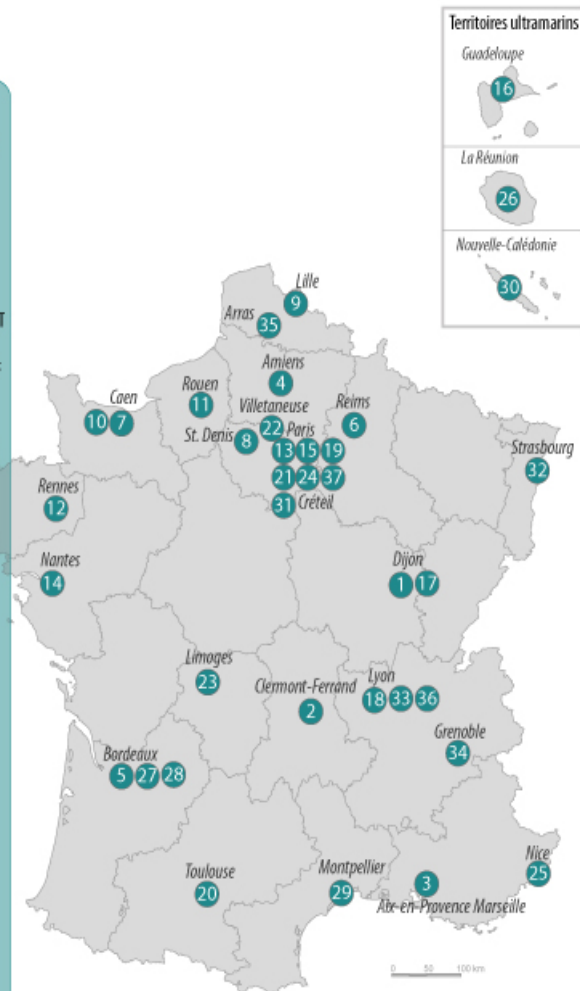 Territoires ultramarins
Guadeloupe
16
La Réunion
26
Nouvelle-Calédonie
30
Lille
9
Arras
35
Amiens
4
Rouen
11
Caen
10 7
Villetaneuse
22
Reims
6
St. Denis
8
Paris
13 15 19
21 24 37
31
Créteil
Strasbourg
32
Rennes
12
Nantes
14
Dijon
1 17
Limoges
23
Clermont-Ferrand
2
Lyon
18 33 36
Grenoble
34
Bordeaux
5 27 28
Toulouse
20
Montpellier
29
3
Aix-en-Provence Marseille
Nice
25
0 50 100 km